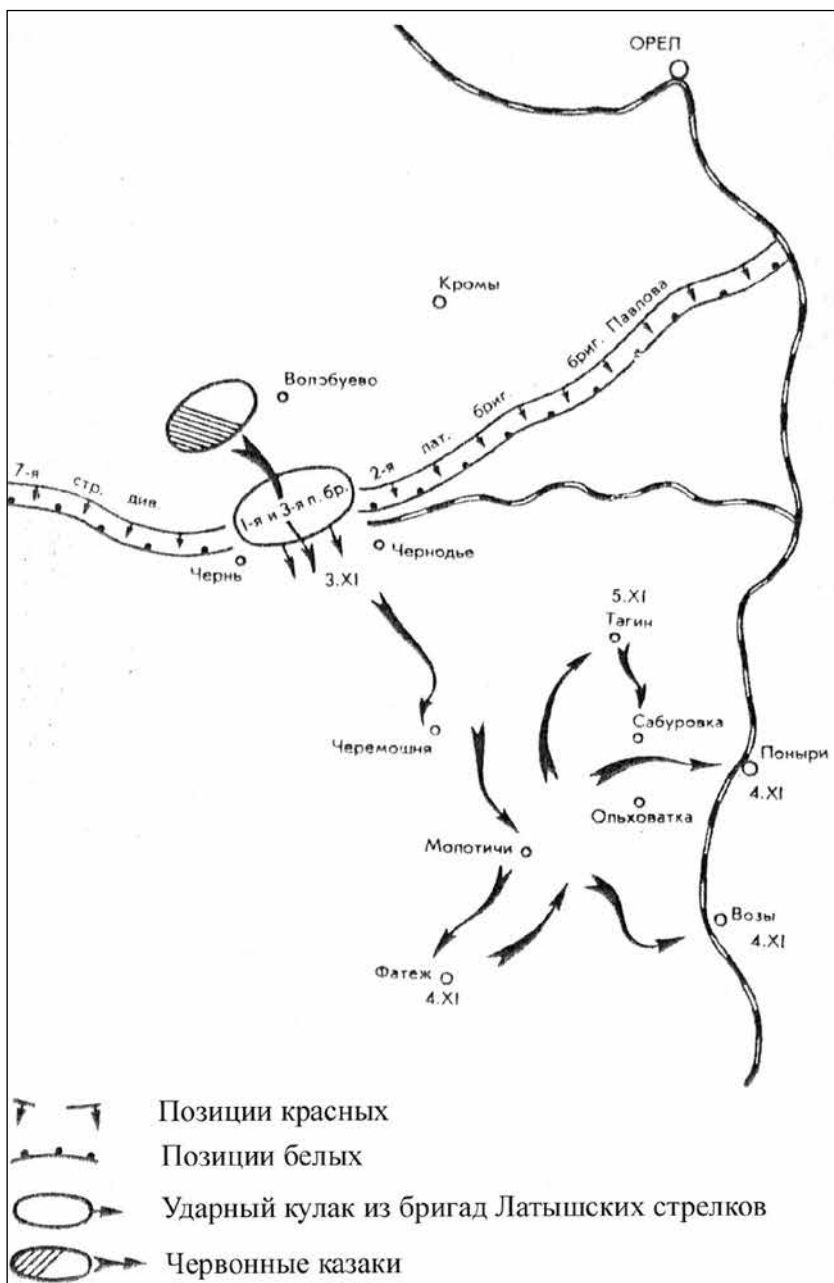 ОРЕЛ
Кромы
Волобуево
7-я стр. див.
2-я лат. бриг. бриг. Павлова
1-я и 3-я л. бр.
Чернь
Чернодье
3.XI
5.XI
Тагин
Черемошня
Сабуровка
Поныри
4.XI
Ольховатка
Молотичи
Возы
4.XI
Фатеж
4.XI
Позиции красных
Позиции белых
Ударный кулак из бригад Латышских стрелков
Червонные казаки